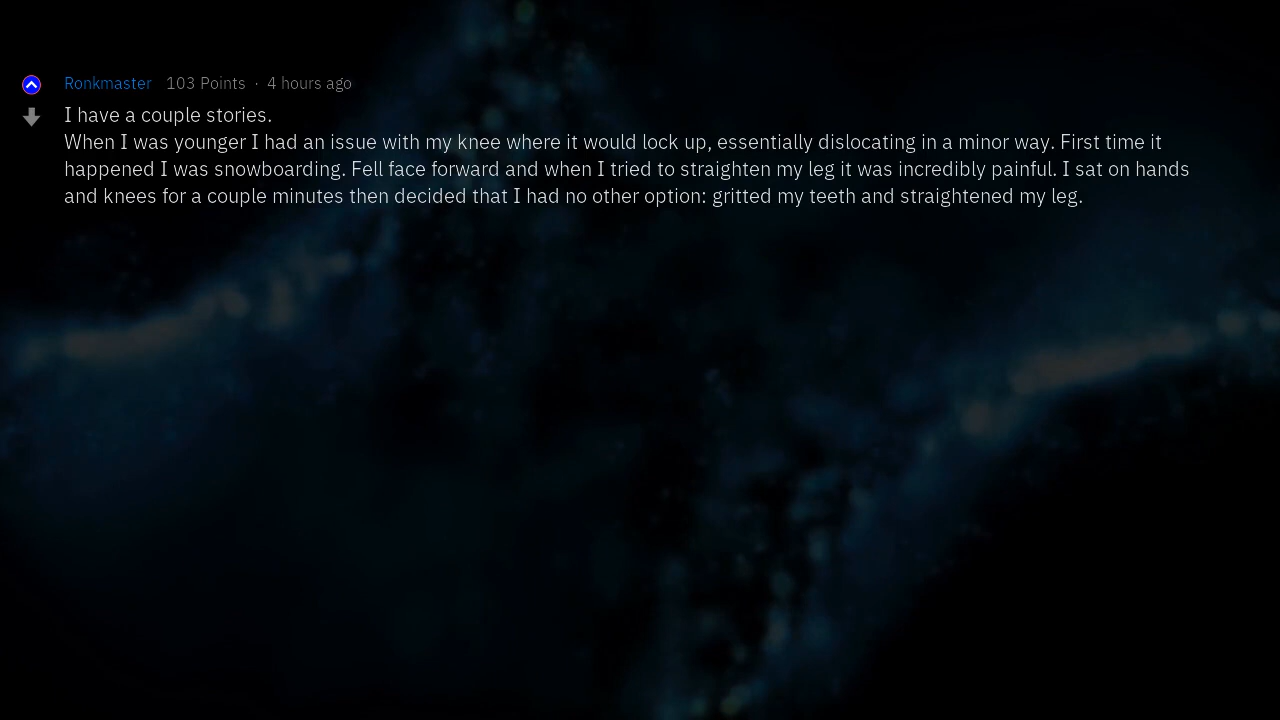 Ronkmaster 103 Points · 4 hours ago
I have a couple stories.
When I was younger I had an issue with my knee where it would lock up, essentially dislocating in a minor way. First time it
happened I was snowboarding. Fell face forward and when I tried to straighten my leg it was incredibly painful. I sat on hands
and knees for a couple minutes then decided that I had no other option: gritted my teeth and straightened my leg.